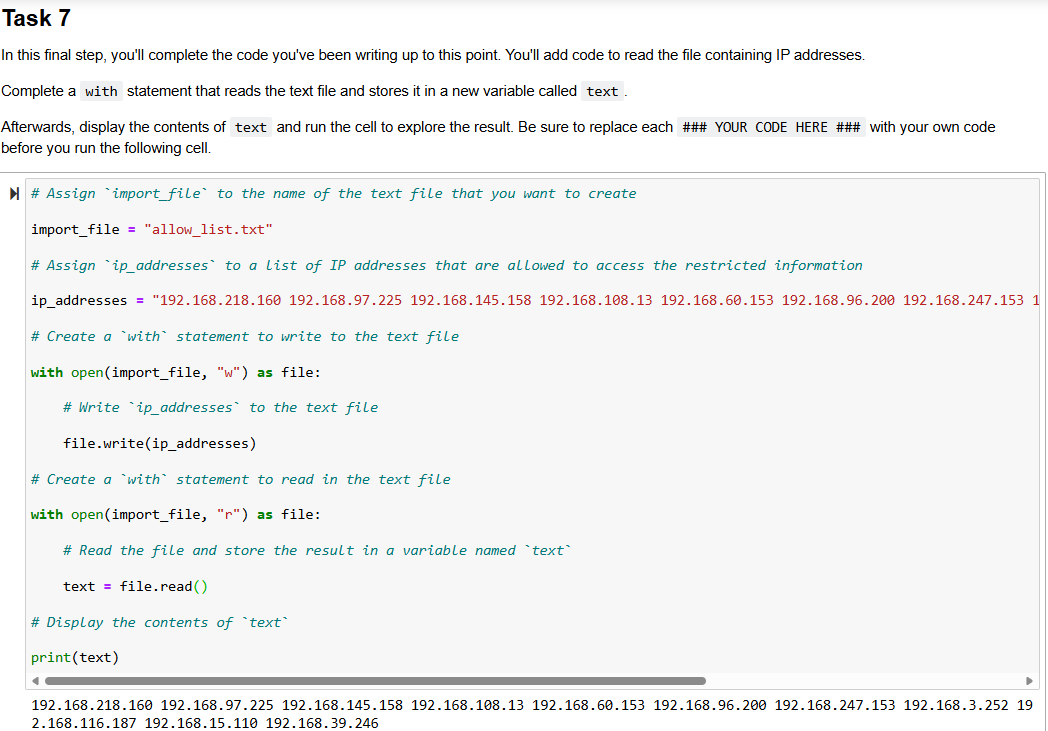 Task 7
In this final step, you'll complete the code you've been writing up to this point. You'll add code to read the file containing IP addresses.
Complete a with statement that reads the text file and stores it in a new variable called text .
Afterwards, display the contents of text and run the cell to explore the result. Be sure to replace each ### YOUR CODE HERE ### with your own code
before you run the following cell.
# Assign `import_file` to the name of the text file that you want to create
import_file = "allow_list.txt"
# Assign `ip_addresses` to a list of IP addresses that are allowed to access the restricted information
ip_addresses = "192.168.218.160 192.168.97.225 192.168.145.158 192.168.108.13 192.168.60.153 192.168.96.200 192.168.247.153 1
# Create a `with` statement to write to the text file
with open(import_file, "w") as file:
# Write `ip_addresses` to the text file
file.write(ip_addresses)
# Create a `with` statement to read in the text file
with open(import_file, "r") as file:
# Read the file and store the result in a variable named `text`
text = file.read()
# Display the contents of `text`
print(text)
192.168.218.160 192.168.97.225 192.168.145.158 192.168.108.13 192.168.60.153 192.168.96.200 192.168.247.153 192.168.3.252 19
2.168.116.187 192.168.15.110 192.168.39.246